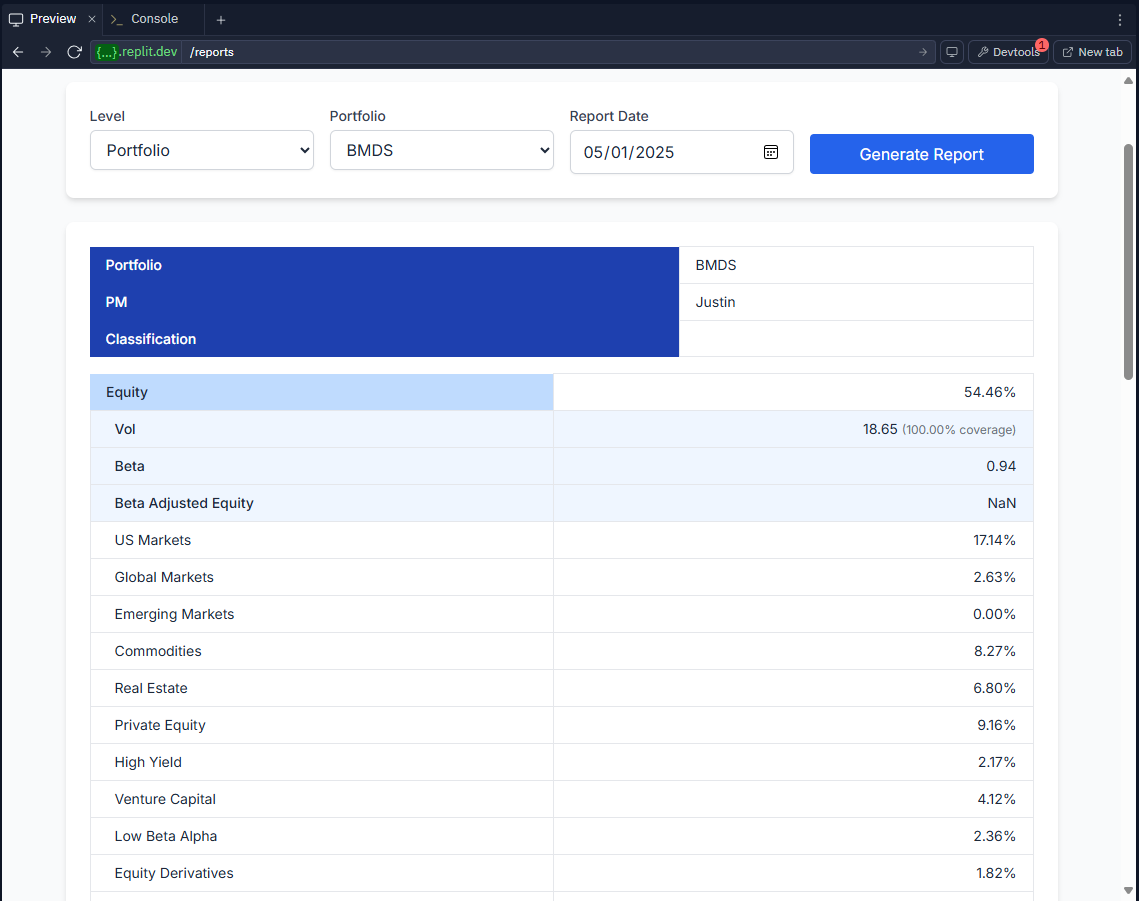 Preview × >_ Console +
{...}.replit.dev /reports Devtools 1 New tab
Level Portfolio Report Date
Portfolio BMDS 05/01/2025 Generate Report
Portfolio BMDS
PM Justin
Classification
Equity 54.46%
Vol 18.65 (100.00% coverage)
Beta 0.94
Beta Adjusted Equity NaN
US Markets 17.14%
Global Markets 2.63%
Emerging Markets 0.00%
Commodities 8.27%
Real Estate 6.80%
Private Equity 9.16%
High Yield 2.17%
Venture Capital 4.12%
Low Beta Alpha 2.36%
Equity Derivatives 1.82%